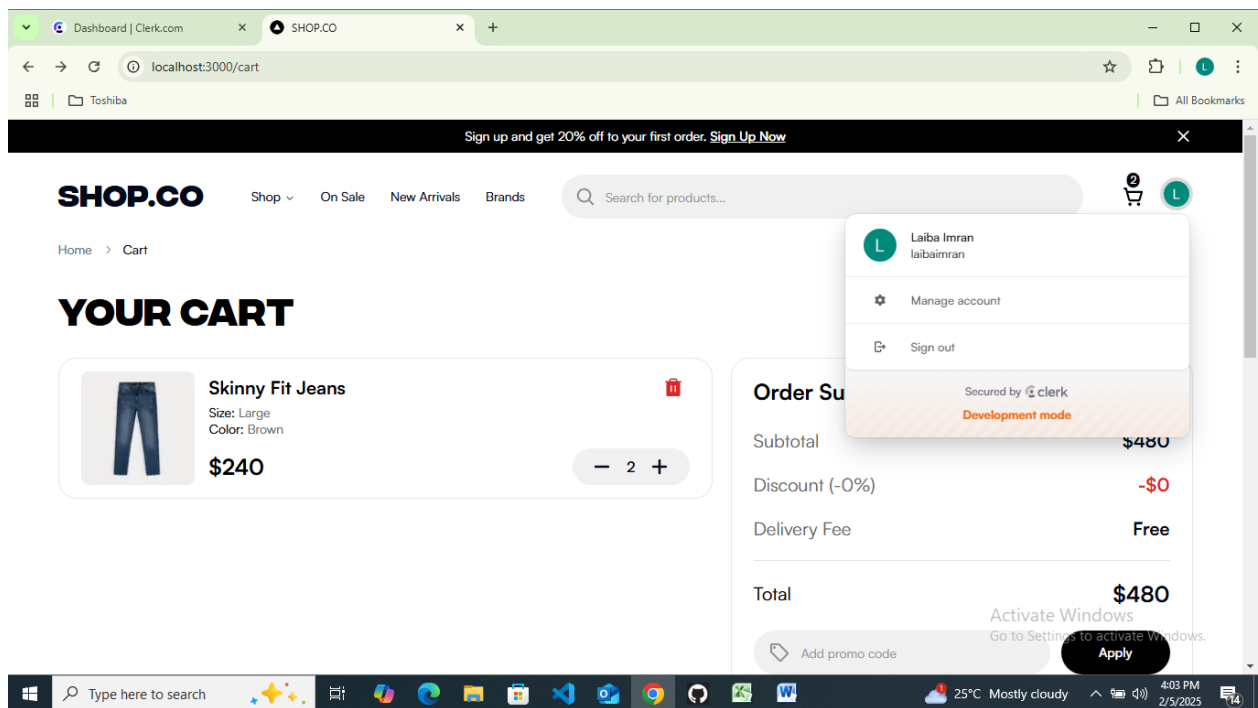 Dashboard | Clerk.com
SHOP.CO
localhost:3000/cart
L
Toshiba
All Bookmarks
Sign up and get 20% off to your first order. Sign Up Now
SHOP.CO
Shop
On Sale
New Arrivals
Brands
Search for products...
2
L
Home > Cart
L
Laiba Imran
laibaimran
Manage account
Sign out
Secured by clerk
Development mode
YOUR CART
Skinny Fit Jeans
Size: Large
Color: Brown
$240
2
Order Su
Subtotal
$480
Discount (-0%)
-$0
Delivery Fee
Free
Total
$480
Add promo code
Apply
Activate Windows
Go to Settings to activate Windows.
Type here to search
25°C Mostly cloudy
4:03 PM
2/5/2025
14